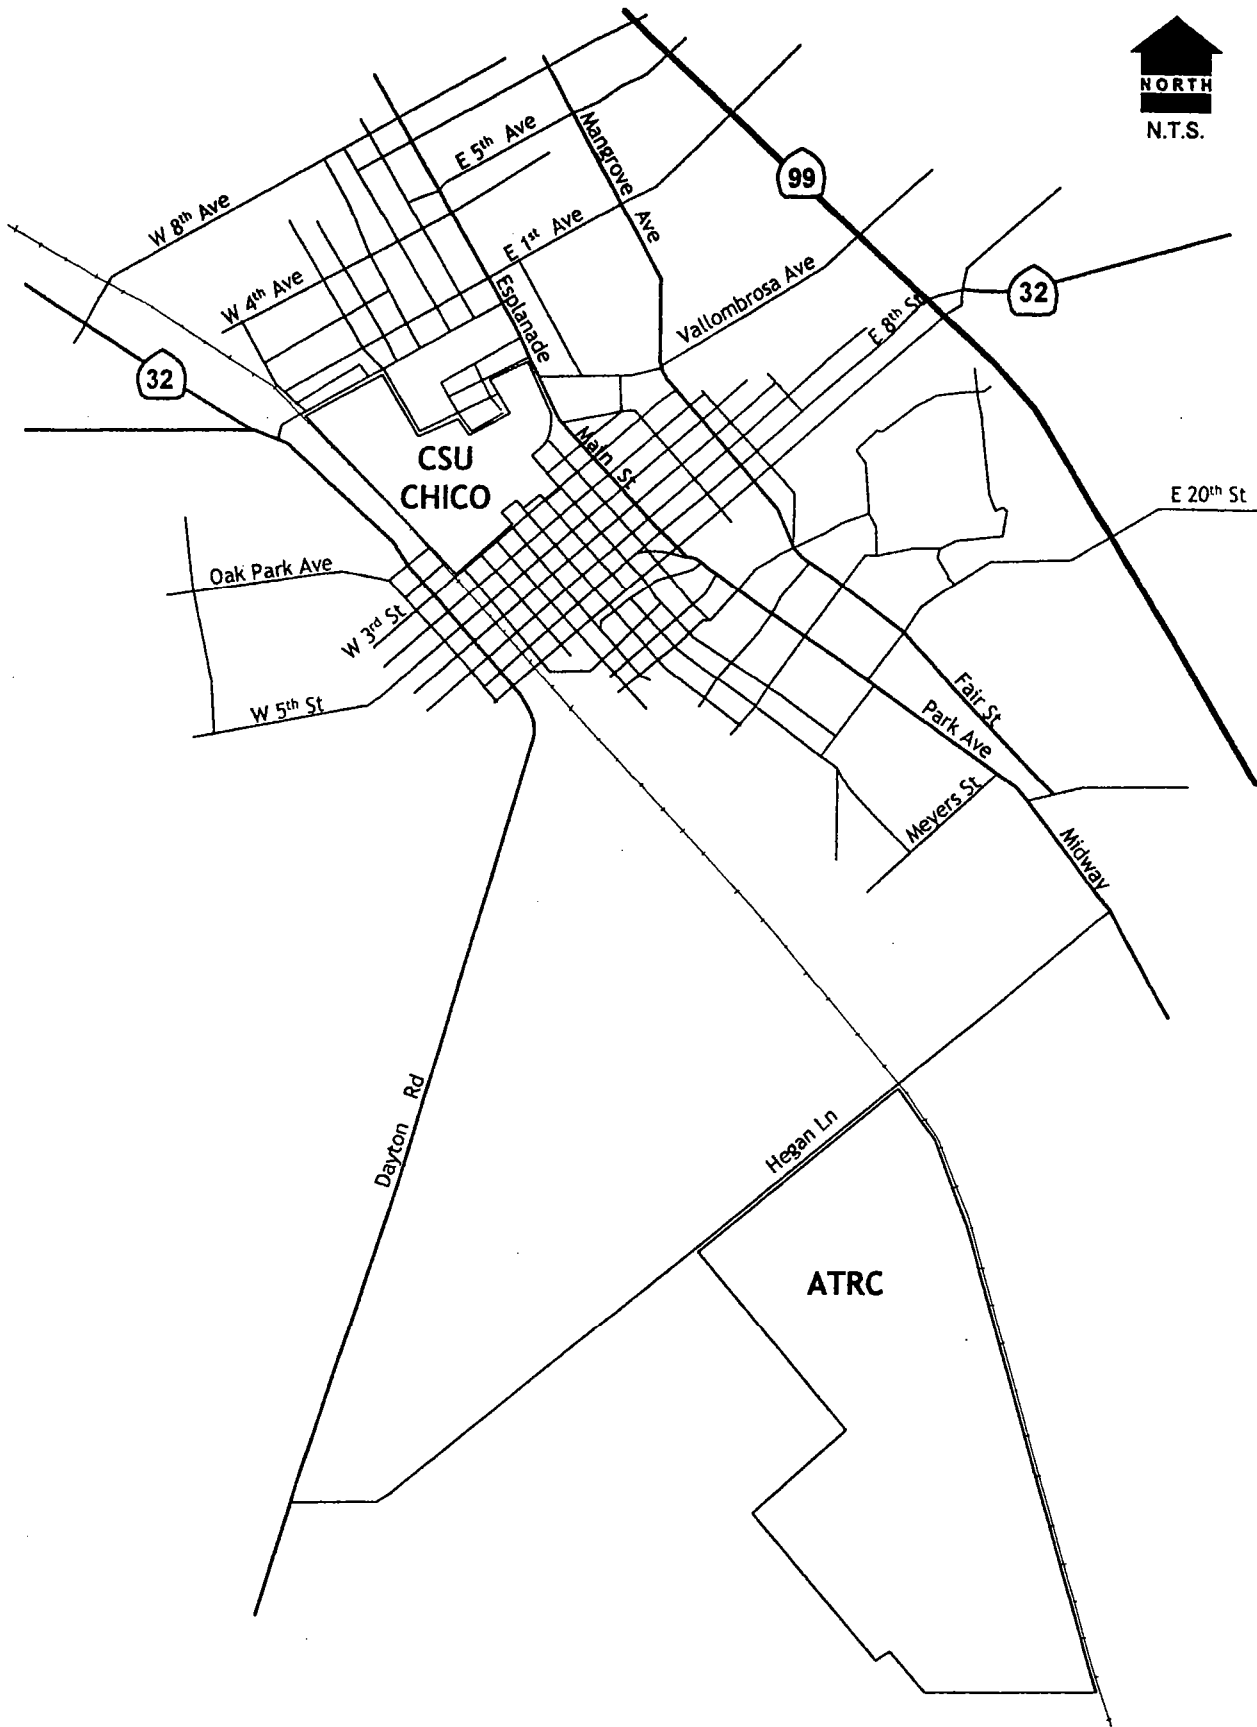 NORTH
N.T.S.
99
32
32
W 8th Ave
E 5th Ave
Mangrove
Ave
W 4th Ave
E 1st Ave
Esplanade
Vallombrosa Ave
E 8th St
CSU
CHICO
Main St
E 20th St
Oak Park Ave
W 3rd St
W 5th St
Fair St
Park Ave
Meyers St
Midway
Dayton Rd
Hegan Ln
ATRC